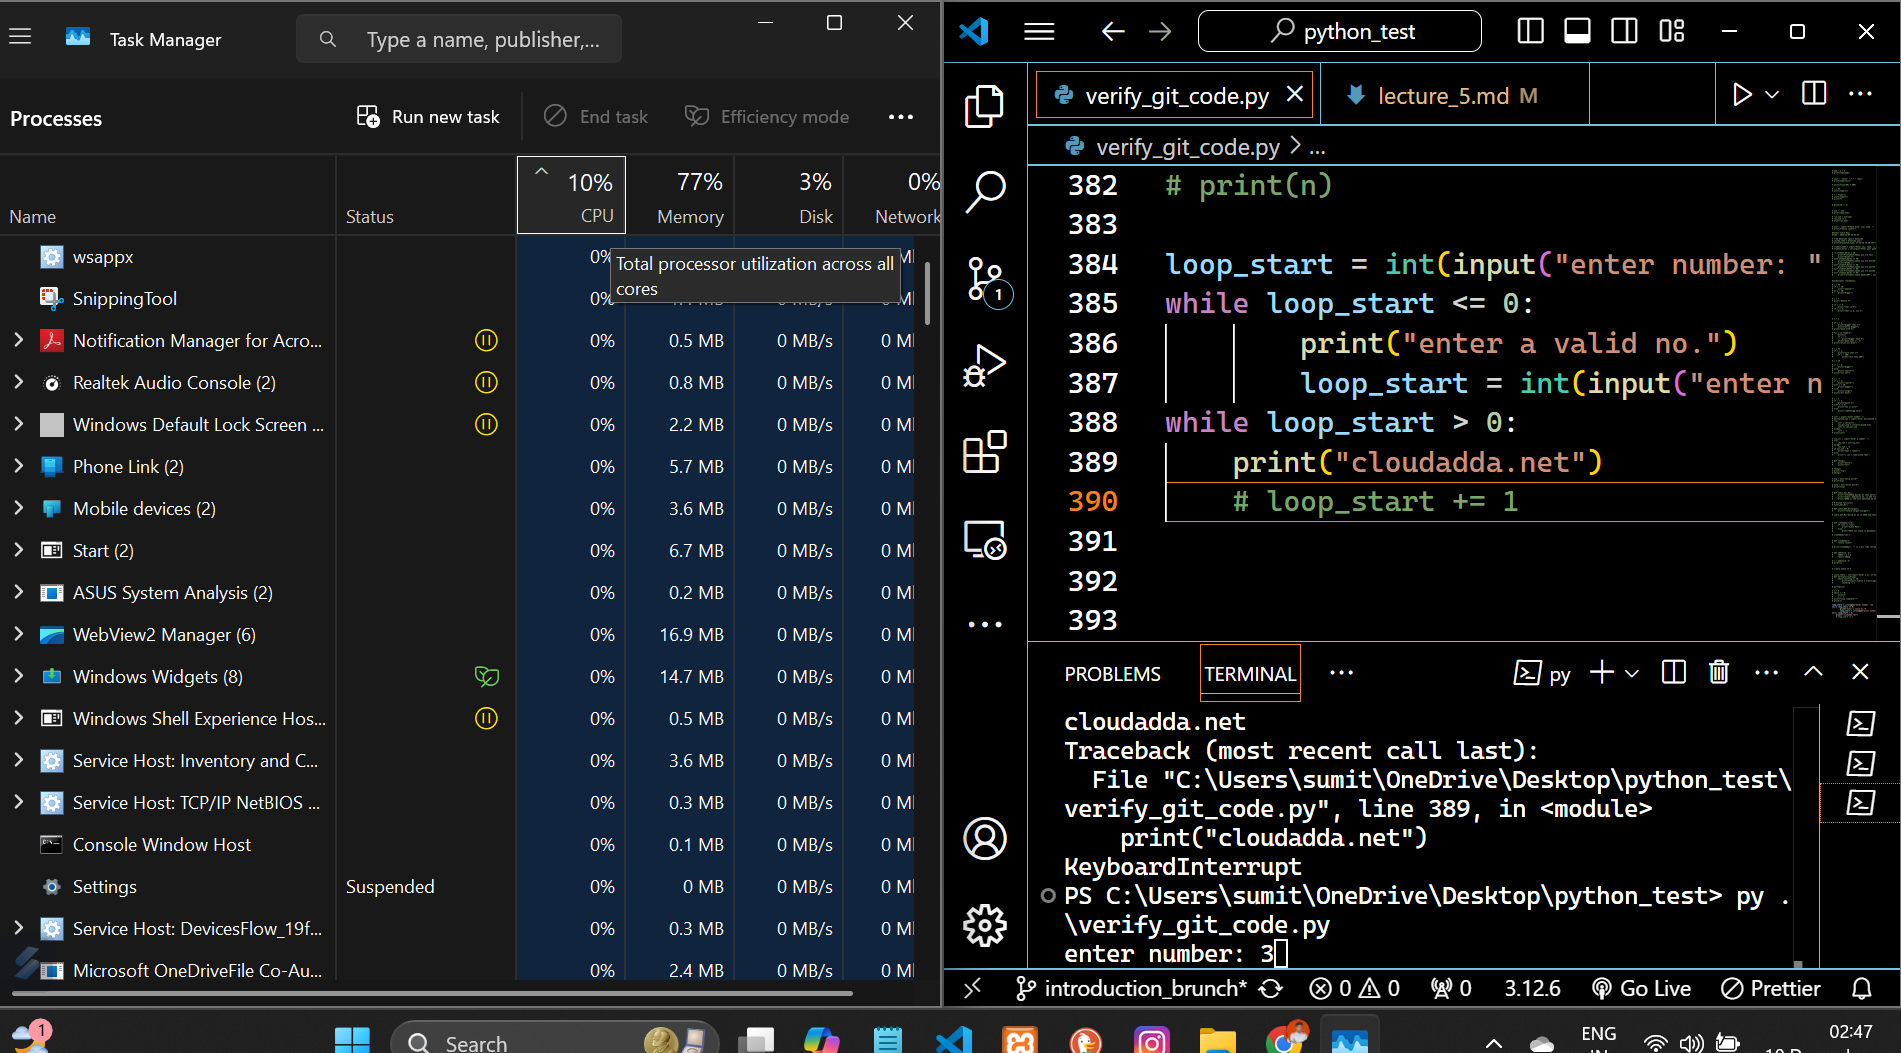 Task Manager
Type a name, publisher,...
Processes
Run new task
End task
Efficiency mode
Name
Status
10%
CPU
77%
Memory
3%
Disk
0%
Network
Total processor utilization across all
cores
wsappx 0%
SnippingTool 0%
Notification Manager for Acro... 0% 0.5 MB 0 MB/s 0 M
Realtek Audio Console (2) 0% 0.8 MB 0 MB/s 0 M
Windows Default Lock Screen ... 0% 2.2 MB 0 MB/s 0 M
Phone Link (2) 0% 5.7 MB 0 MB/s 0 M
Mobile devices (2) 0% 3.6 MB 0 MB/s 0 M
Start (2) 0% 6.7 MB 0 MB/s 0 M
ASUS System Analysis (2) 0% 0.2 MB 0 MB/s 0 M
WebView2 Manager (6) 0% 16.9 MB 0 MB/s 0 M
Windows Widgets (8) 0% 14.7 MB 0 MB/s 0 M
Windows Shell Experience Hos... 0% 0.5 MB 0 MB/s 0 M
Service Host: Inventory and C... 0% 3.6 MB 0 MB/s 0 M
Service Host: TCP/IP NetBIOS ... 0% 0.3 MB 0 MB/s 0 M
Console Window Host 0% 0.1 MB 0 MB/s 0 M
Settings Suspended 0% 0 MB 0 MB/s 0 M
Service Host: DevicesFlow_19f... 0% 0.3 MB 0 MB/s 0 M
Microsoft OneDriveFile Co-Au... 0% 2.4 MB 0 MB/s 0 M
python_test
verify_git_code.py
lecture_5.md M
verify_git_code.py > ...
1
382 # print(n)
383
384 loop_start = int(input("enter number: "
385 while loop_start <= 0:
386 print("enter a valid no.")
387 loop_start = int(input("enter n
388 while loop_start > 0:
389 print("cloudadda.net")
390 # loop_start += 1
391
392
393
PROBLEMS TERMINAL ... py
cloudadda.net
Traceback (most recent call last):
File "C:\Users\sumit\OneDrive\Desktop\python_test\
verify_git_code.py", line 389, in <module>
print("cloudadda.net")
KeyboardInterrupt
PS C:\Users\sumit\OneDrive\Desktop\python_test> py .
\verify_git_code.py
enter number: 3
introduction_brunch* 0 0 0 3.12.6 Go Live Prettier
1
Search
ENG
02:47